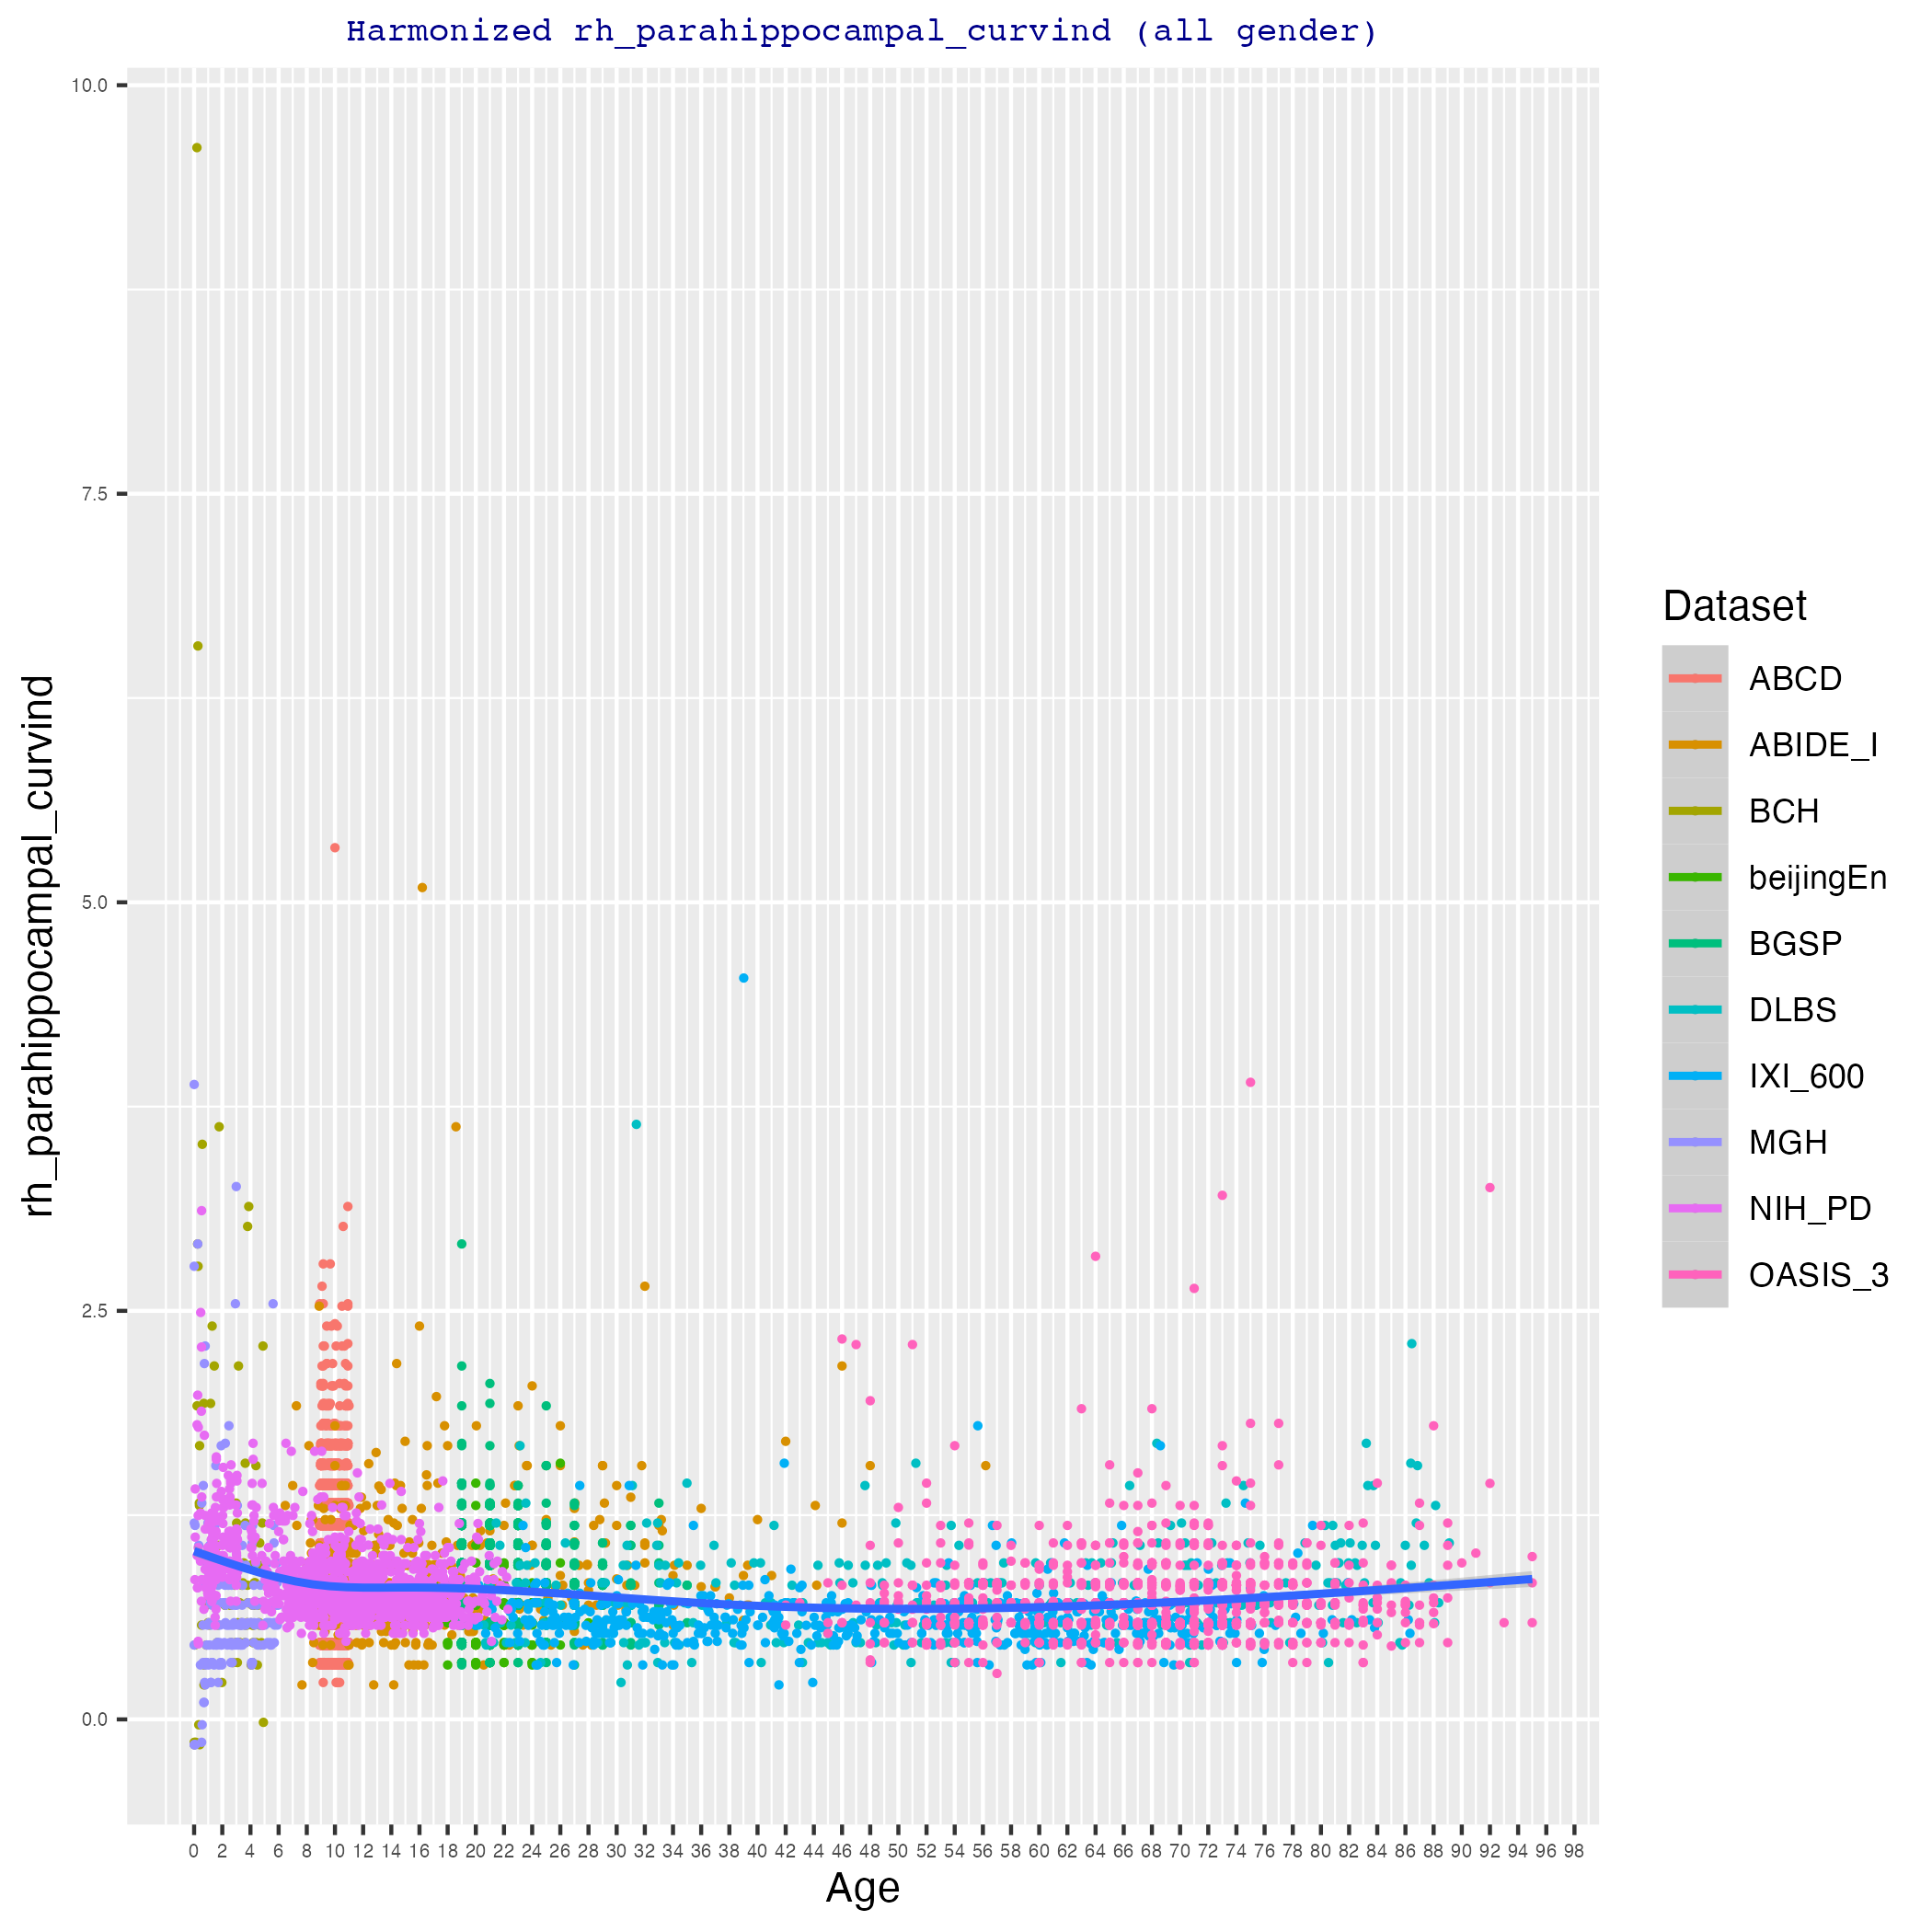 Harmonized rh_parahippocampal_curvind (all gender)
rh_parahippocampal_curvind
10.0
7.5
5.0
2.5
0.0
0 2 4 6 8 10 12 14 16 18 20 22 24 26 28 30 32 34 36 38 40 42 44 46 48 50 52 54 56 58 60 62 64 66 68 70 72 74 76 78 80 82 84 86 88 90 92 94 96 98
Age
Dataset
ABCD
ABIDE_I
BCH
beijingEn
BGSP
DLBS
IXI_600
MGH
NIH_PD
OASIS_3